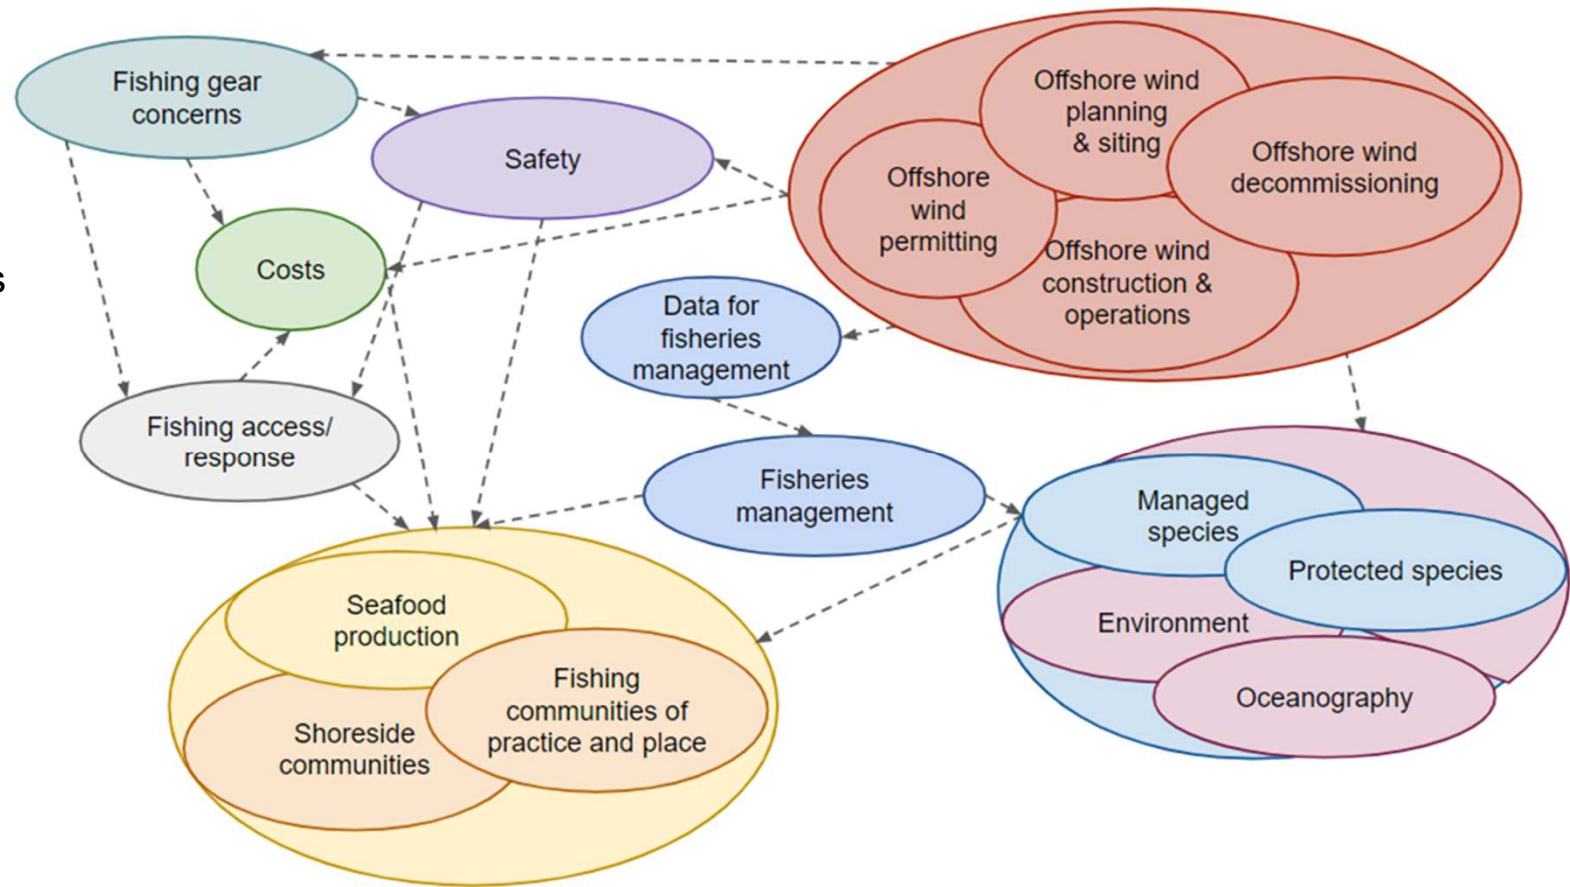 Fishing gear
concerns
Safety
Costs
s
Fishing access/
response
Offshore wind
planning
& siting
Offshore wind
decommissioning
Offshore
wind
permitting
Offshore wind
construction &
operations
Data for
fisheries
management
Fisheries
management
Managed
species
Protected species
Environment
Oceanography
Seafood
production
Fishing
communities of
practice and place
Shoreside
communities